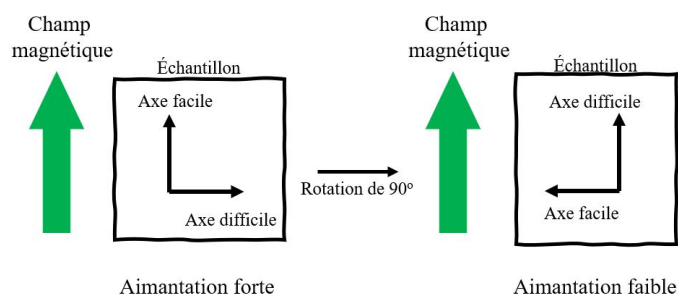 Champ
magnétique
Échantillon
Axe facile
Axe difficile
Aimantation forte
Rotation de 90º
Champ
magnétique
Échantillon
Axe difficile
Axe facile
Aimantation faible